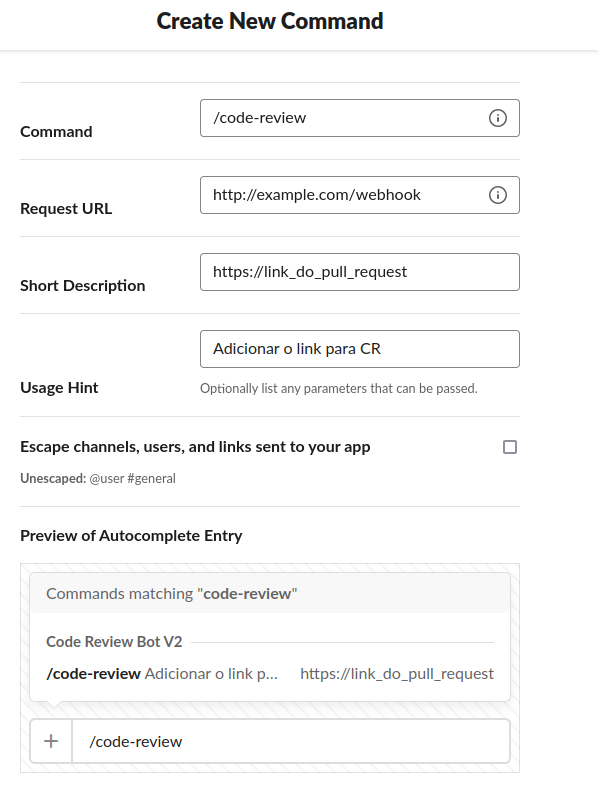 Create New Command
Command
/code-review
Request URL
http://example.com/webhook
Short Description
https://link_do_pull_request
Usage Hint
Adicionar o link para CR
Optionally list any parameters that can be passed.
Escape channels, users, and links sent to your app
Unescaped: @user #general
Preview of Autocomplete Entry
Commands matching "code-review"
Code Review Bot V2
/code-review Adicionar o link p... https://link_do_pull_request
+ /code-review